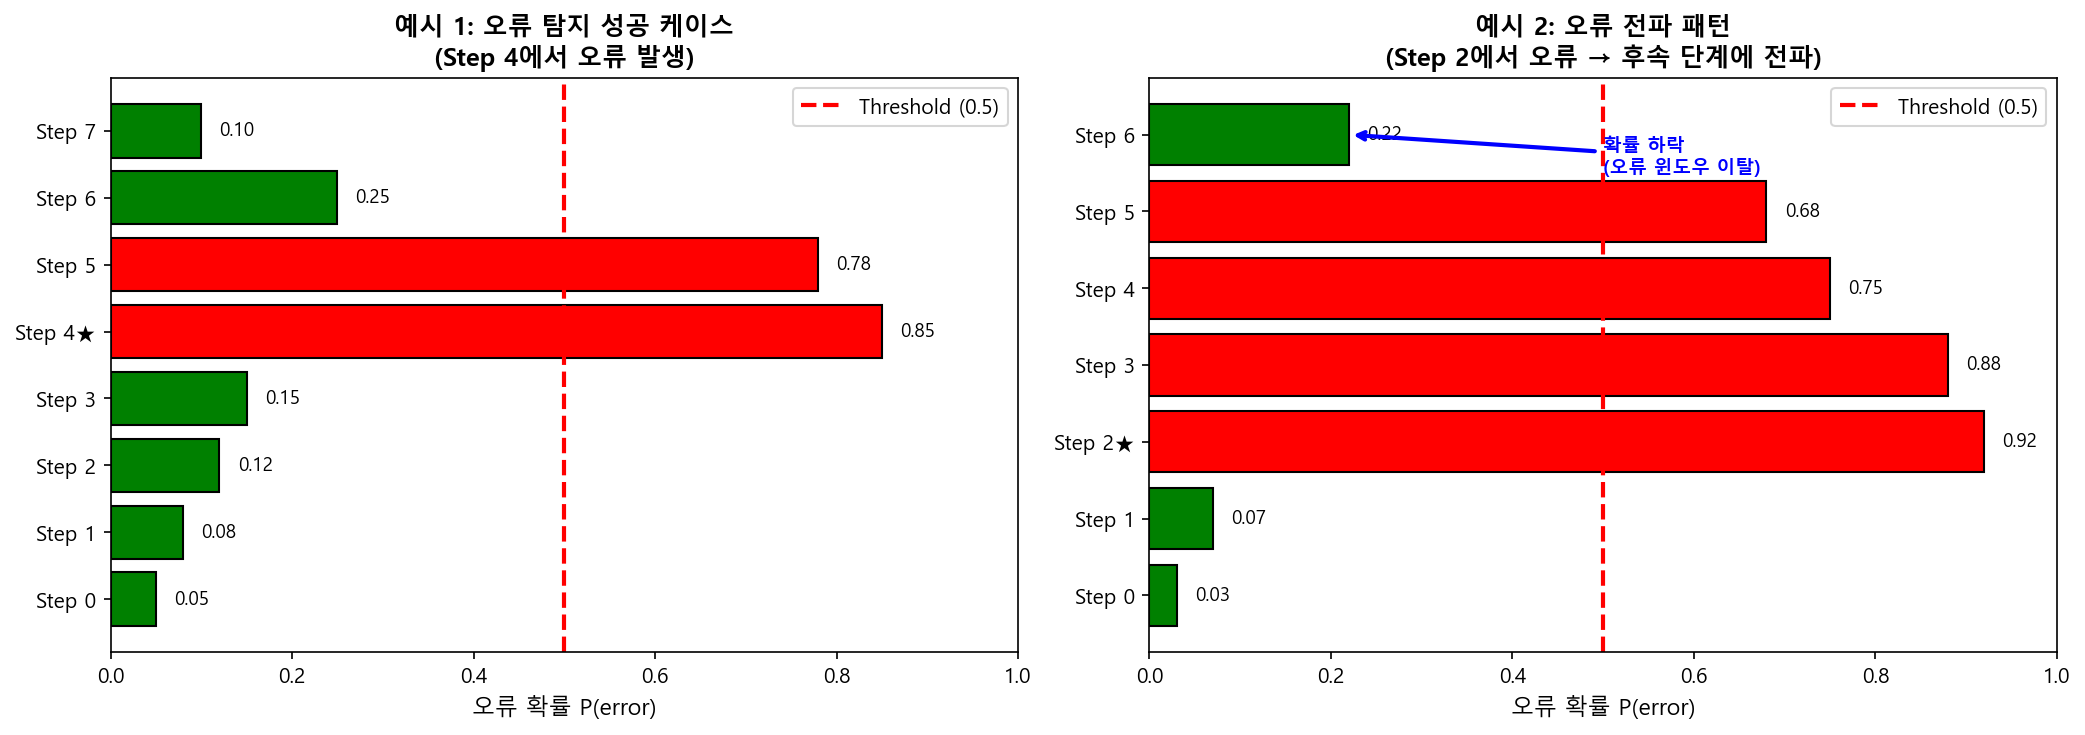 예시 1: 오류 탐지 성공 케이스
(Step 4에서 오류 발생)
Threshold (0.5)
Step 7
0.10
Step 6
0.25
Step 5
0.78
Step 4★
0.85
Step 3
0.15
Step 2
0.12
Step 1
0.08
Step 0
0.05
0.0 0.2 0.4 0.6 0.8 1.0
오류 확률 P(error)
예시 2: 오류 전파 패턴
(Step 2에서 오류 → 후속 단계에 전파)
Threshold (0.5)
Step 6
0.22
확률 하락
(오류 윈도우 이탈)
Step 5
0.68
Step 4
0.75
Step 3
0.88
Step 2★
0.92
Step 1
0.07
Step 0
0.03
0.0 0.2 0.4 0.6 0.8 1.0
오류 확률 P(error)